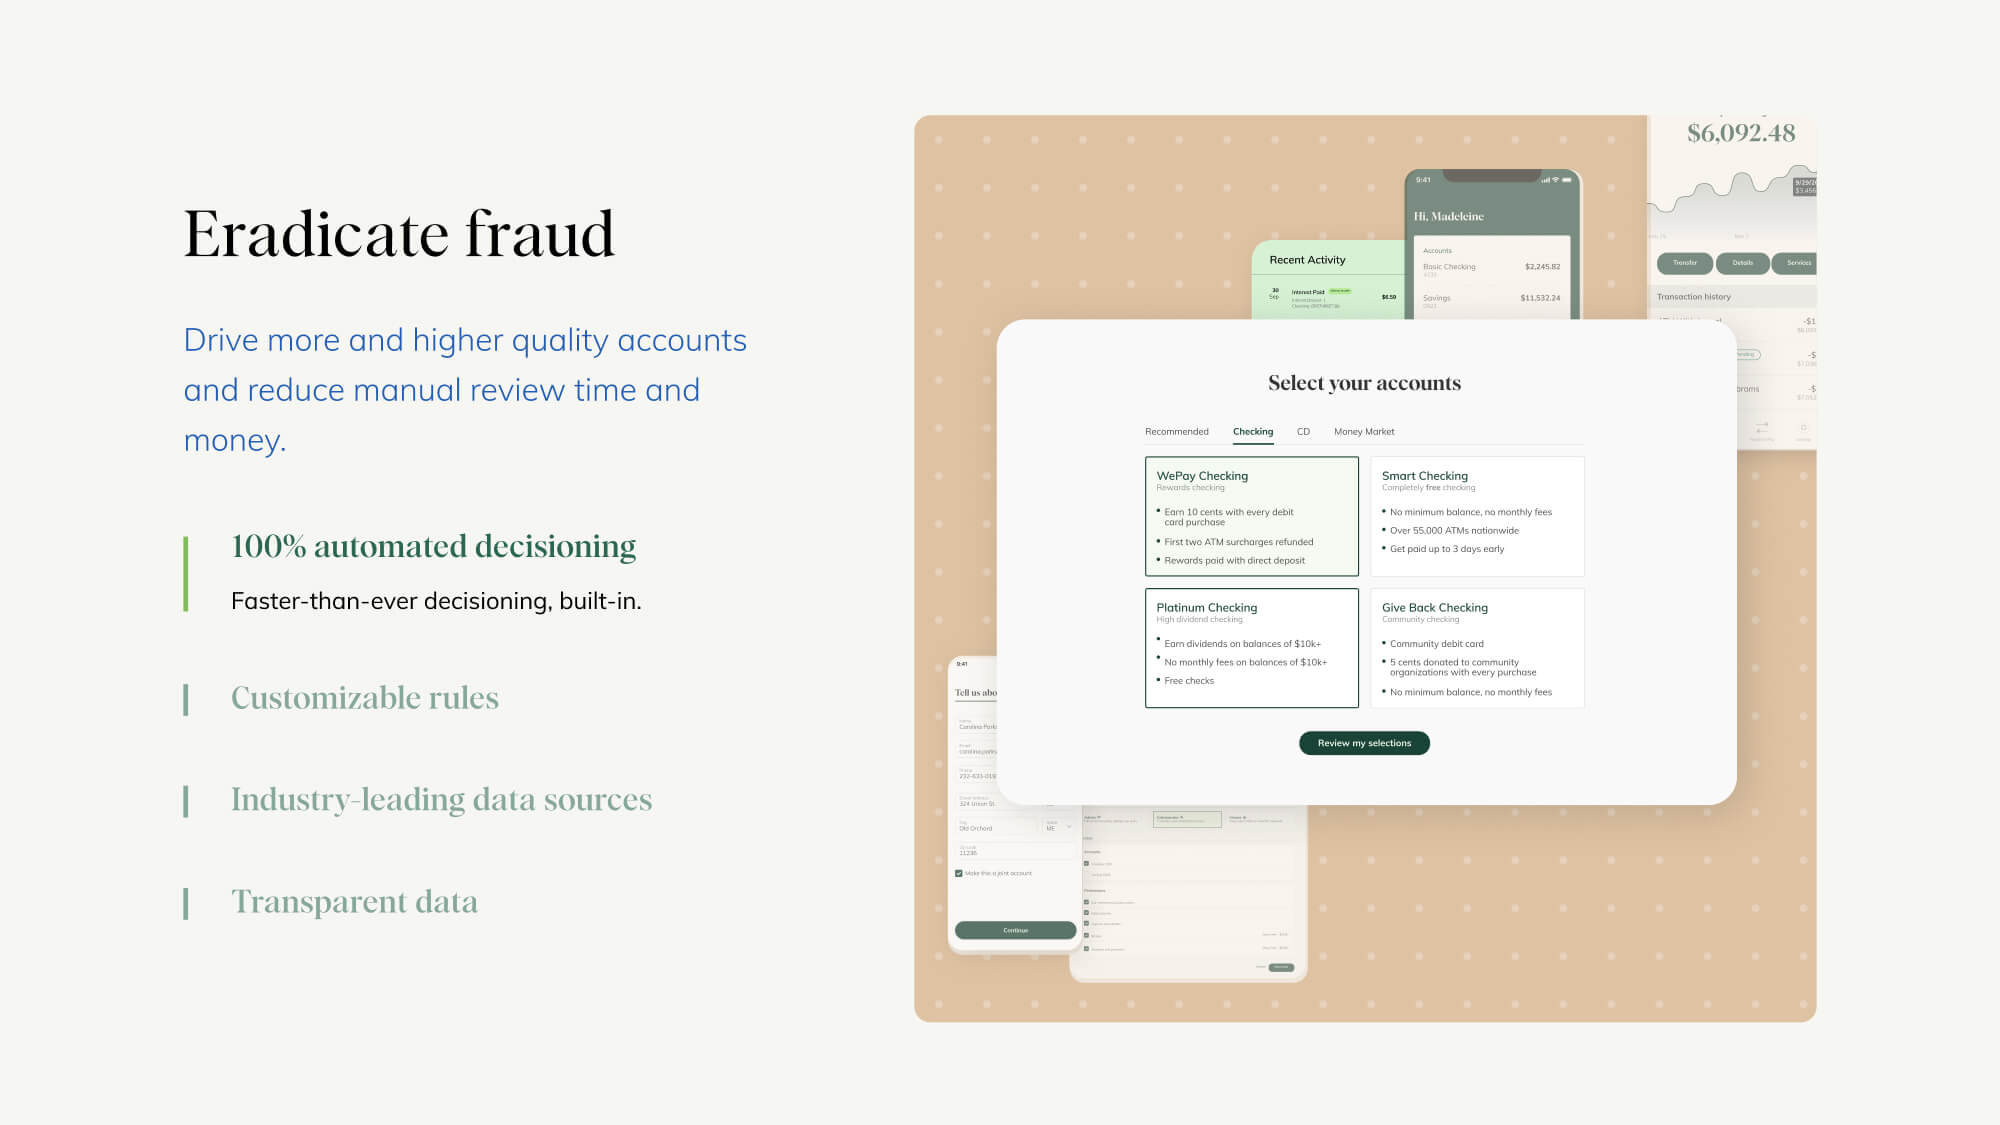 Eradicate fraud
Drive more and higher quality accounts
and reduce manual review time and
money.
100% automated decisioning
Faster-than-ever decisioning, built-in.
Customizable rules
Industry-leading data sources
Transparent data
$6,092.48
9/29/2
$3,456
Transfer
Details
Services
Transaction history
-$1
Pending
-$
-$
9:41
Hi, Madeleine
Accounts
Basic Checking
$2,245.82
Savings
$11,532.24
Recent Activity
30
Sep
Interest Paid
$6.59
Select your accounts
Recommended
Checking
CD
Money Market
WePay Checking
Rewards checking
• Earn 10 cents with every debit
card purchase
• First two ATM surcharges refunded
• Rewards paid with direct deposit
Smart Checking
Completely free checking
• No minimum balance, no monthly fees
• Over 55,000 ATMs nationwide
• Get paid up to 3 days early
Platinum Checking
High dividend checking
• Earn dividends on balances of $10k+
• No monthly fees on balances of $10k+
• Free checks
Give Back Checking
Community checking
• Community debit card
• 5 cents donated to community
organizations with every purchase
• No minimum balance, no monthly fees
Review my selections
9:41
Tell us abo
Carolina Park
324 Union St.
Old Orchard
ME
11236
Make this a joint account
Continue